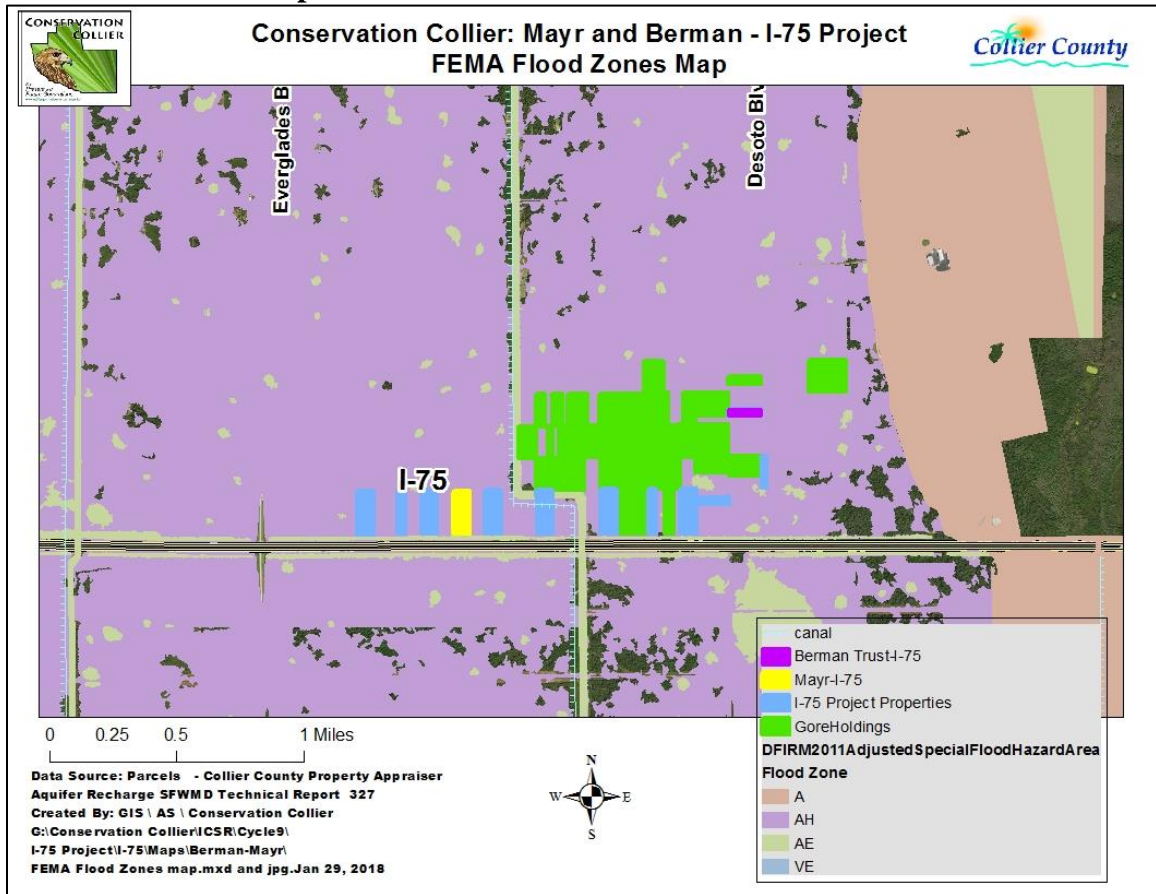 CONSERVATION
COLLIER
Conservation Collier: Mayr and Berman - I-75 Project
FEMA Flood Zones Map
Collier County
Everglades B
Desoto Blv
I-75
canal
Berman Trust-I-75
Mayr-I-75
I-75 Project Properties
GoreHoldings
DFIRM2011AdjustedSpecialFloodHazardArea
Flood Zone
A
AH
AE
VE
0 0.25 0.5 1 Miles
N
W E
S
Data Source: Parcels - Collier County Property Appraiser
Aquifer Recharge SFWMD Technical Report 327
Created By: GIS \ AS \ Conservation Collier
G:\Conservation Collier\ICSR\Cycle9\
I-75 Project\I-75\Maps\Berman-Mayr\
FEMA Flood Zones map.mxd and jpg.Jan 29, 2018